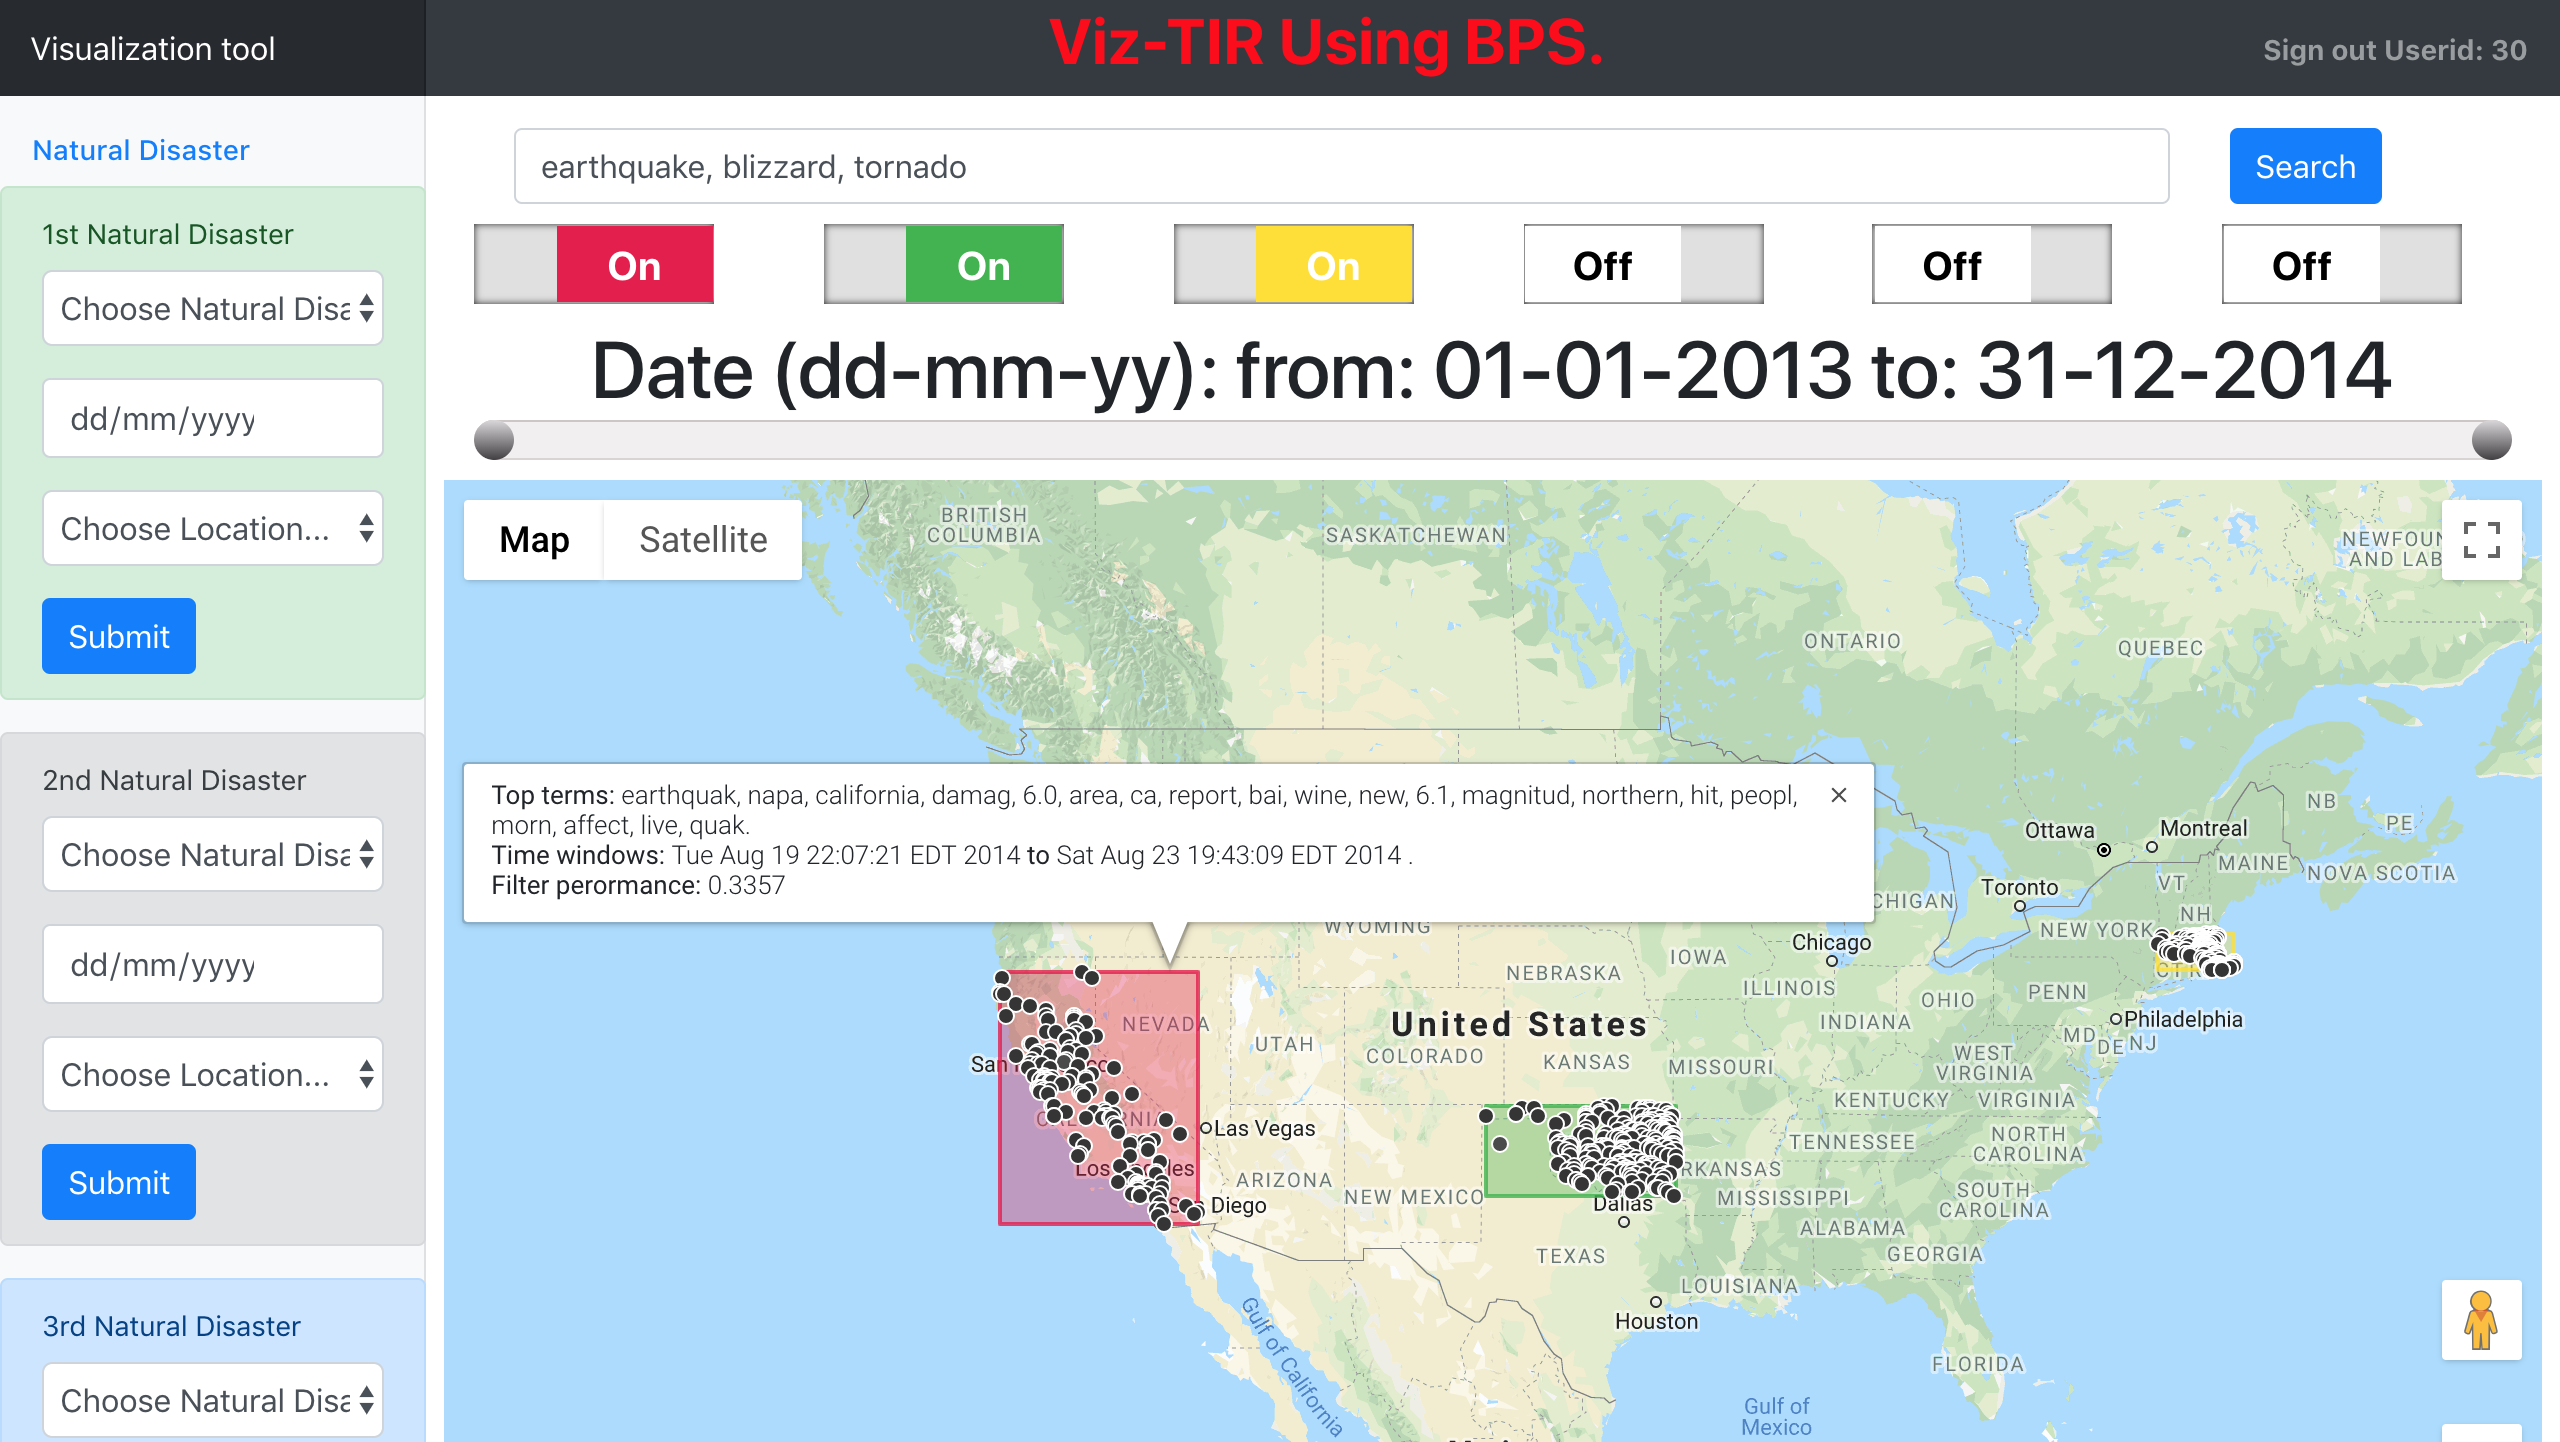 Visualization tool
Viz-TIR Using BPS.
Sign out Userid: 30
Natural Disaster
1st Natural Disaster
Choose Natural Disa
dd/mm/yyyy
Choose Location...
Submit
2nd Natural Disaster
Choose Natural Disa
dd/mm/yyyy
Choose Location...
Submit
3rd Natural Disaster
Choose Natural Disa
earthquake, blizzard, tornado
Search
On
On
On
Off
Off
Off
Date (dd-mm-yy): from: 01-01-2013 to: 31-12-2014
Map
Satellite
BRITISH
COLUMBIA
SASKATCHEWAN
NEWFOUN
AND LAB
ONTARIO
QUEBEC
Top terms: earthquak, napa, california, damag, 6.0, area, ca, report, bai, wine, new, 6.1, magnitud, northern, hit, peopl,
morn, affect, live, quak.
Time windows: Tue Aug 19 22:07:21 EDT 2014 to Sat Aug 23 19:43:09 EDT 2014 .
Filter perormance: 0.3357
NB
PE
Ottawa
Montreal
MAINE
NOVA SCOTIA
VT
Toronto
CHIGAN
NH
NEW YORK
WYOMING
Chicago
IOWA
NEBRASKA
CT
ILLINOIS
OHIO
PENN
NEVADA
United States
INDIANA
Philadelphia
UTAH
COLORADO
KANSAS
MISSOURI
MD
DE
NJ
WEST
VIRGINIA
San
KENTUCKY
VIRGINIA
Las Vegas
TENNESSEE
NORTH
CAROLINA
Los
les
ARIZONA
NEW MEXICO
RKANSAS
MISSISSIPPI
SOUTH
CAROLINA
Diego
Dallas
ALABAMA
GEORGIA
TEXAS
LOUISIANA
Houston
Gulf of California
FLORIDA
Gulf of
Mexico